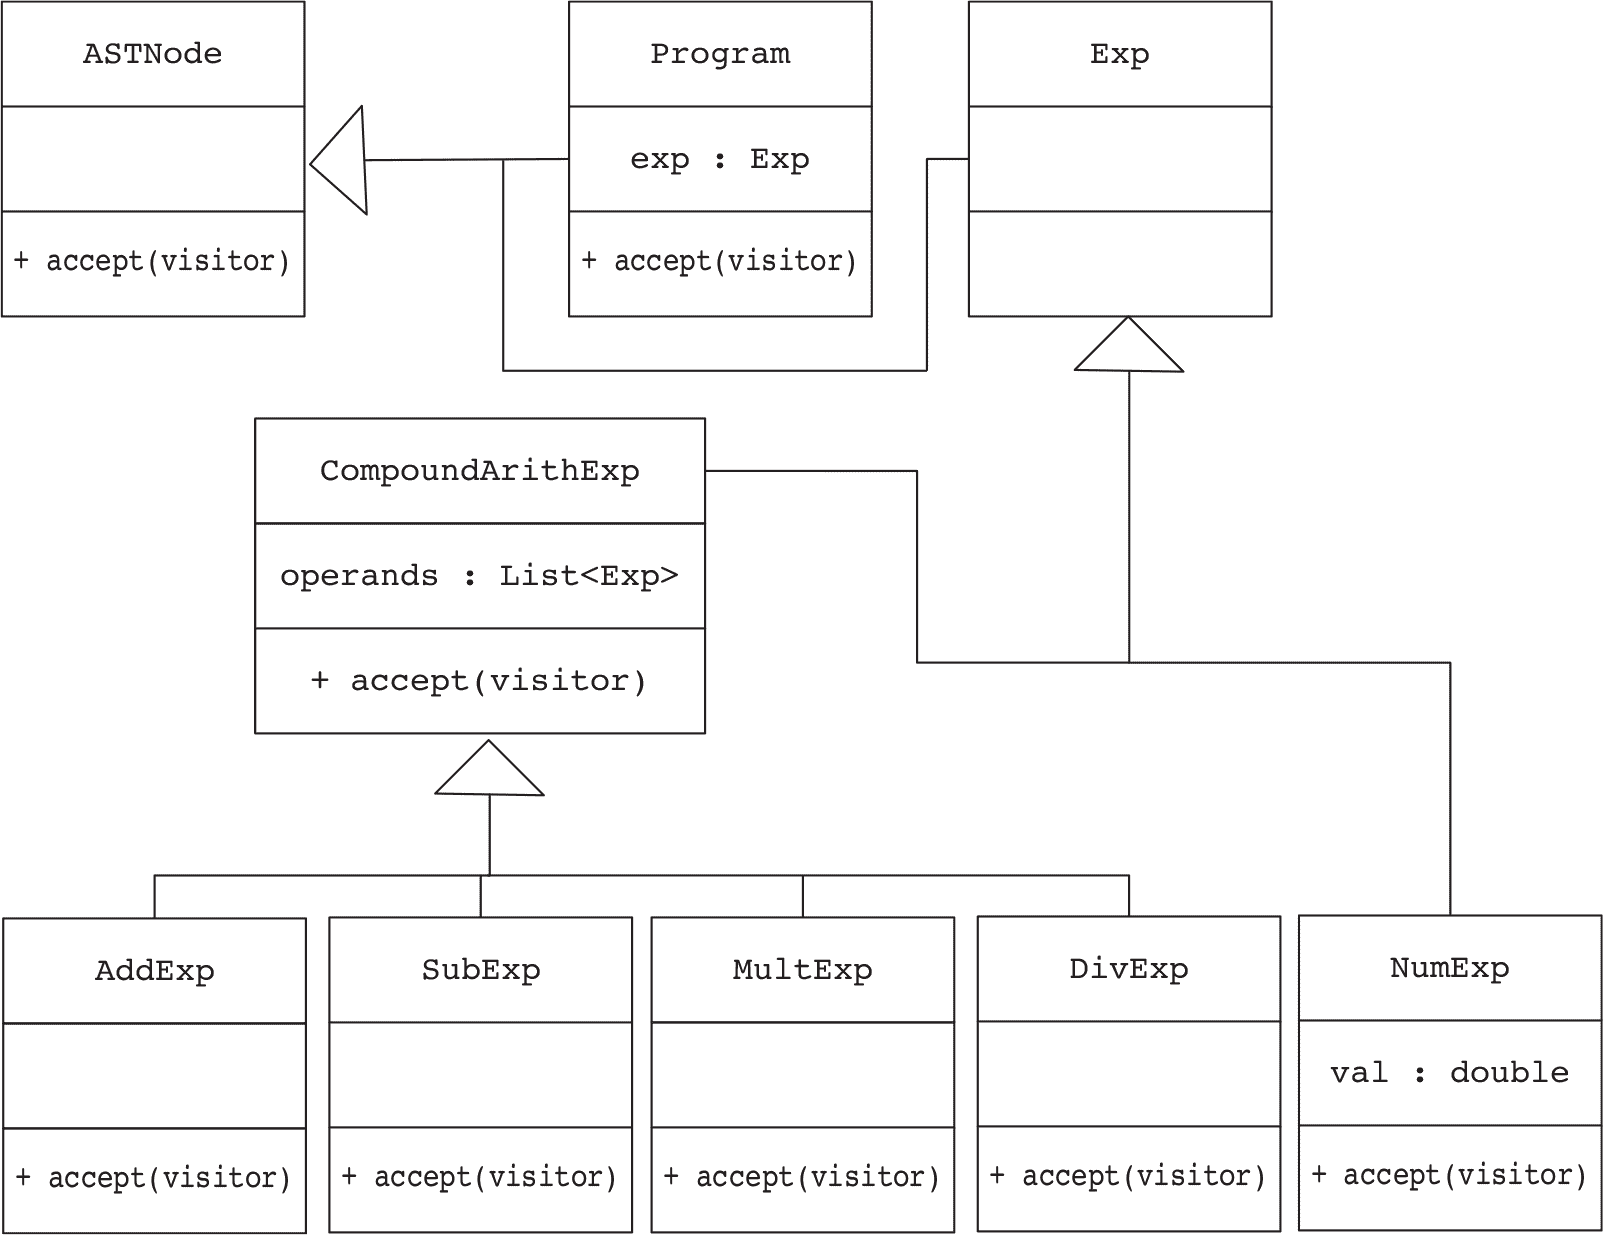 ASTNode
+ accept(visitor)
Program
exp : Exp
+ accept(visitor)
Exp
CompoundArithExp
operands : List<Exp>
+ accept(visitor)
AddExp
+ accept(visitor)
SubExp
+ accept(visitor)
MultExp
+ accept(visitor)
DivExp
+ accept(visitor)
NumExp
val : double
+ accept(visitor)